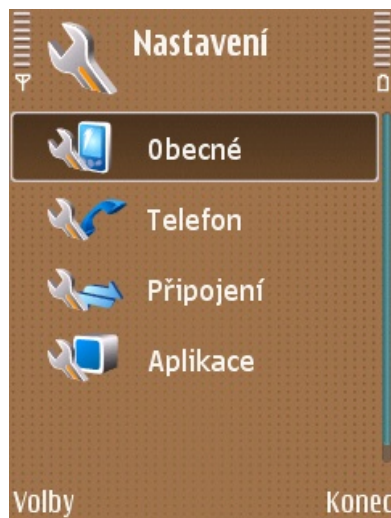 Nastavení
Obecné
Telefon
Připojení
Aplikace
Volby Konec